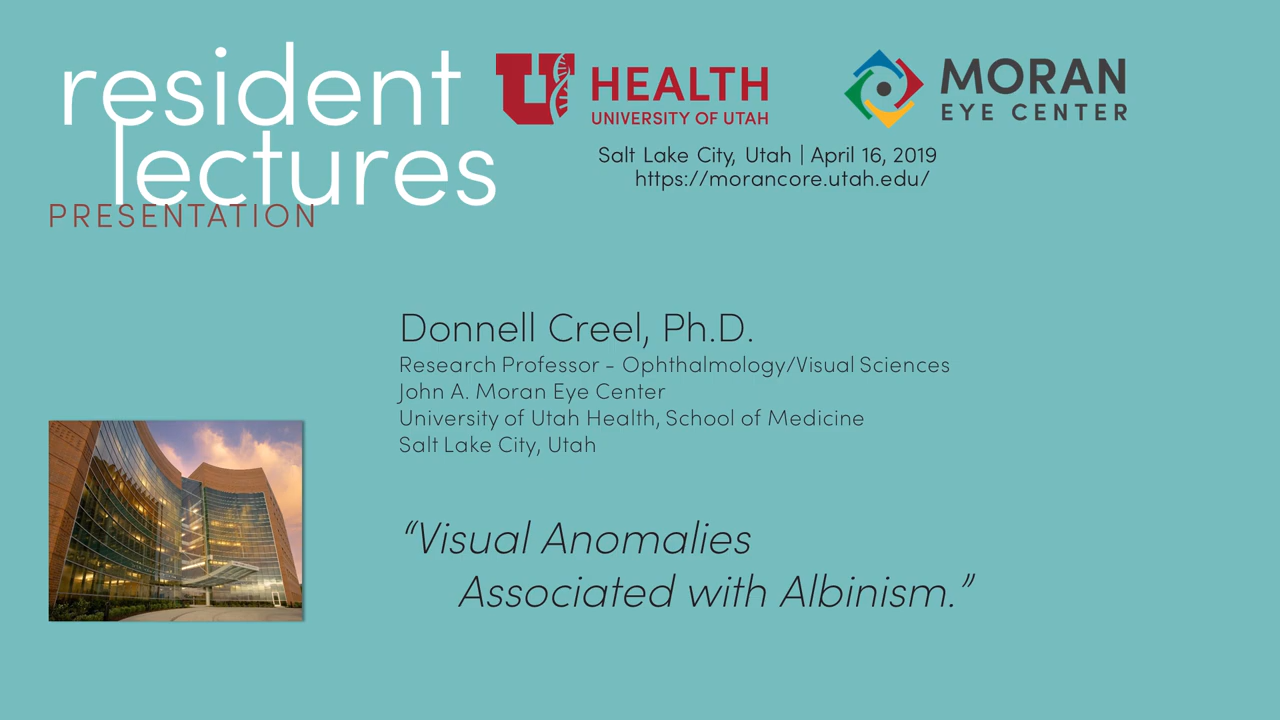 resident
lectures
PRESENTATION
HEALTH
UNIVERSITY OF UTAH
MORAN
EYE CENTER
Salt Lake City, Utah | April 16, 2019
https://morancore.utah.edu/
Donnell Creel, Ph.D.
Research Professor - Ophthalmology/Visual Sciences
John A. Moran Eye Center
University of Utah Health, School of Medicine
Salt Lake City, Utah
“Visual Anomalies
Associated with Albinism.”